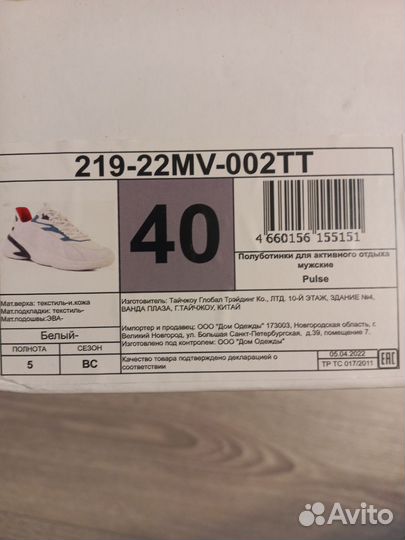 219-22MV-002TT
40
4 660156 155151
Полуботинки для активного отдыха
мужские
Pulse
Мат.верха: текстиль-и.кожа
Мат.подкладки: текстиль-
Мат.подошвы:ЭВА-
Белый-
ПОЛНОТА
СЕЗОН
5
ВС
Изготовитель: Тайчжоу Глобал Трэйдинг Ко., ЛТД. 10-Й ЭТАЖ, ЗДАНИЕ №4,
ВАНДА ПЛАЗА, Г.ТАЙЧЖОУ, КИТАЙ
Импортер и продавец: ООО "Дом Одежды" 173003, Новгородская область, г.
Великий Новгород, ул. Большая Санкт-Петербургская, д.39, помещение 7.
Изготовлено под контролем: ООО "Дом Одежды"
Качество товара подтверждено декларацией о
соответствии
05.04.2022
ТР ТС 017/2011
EAC
Avito